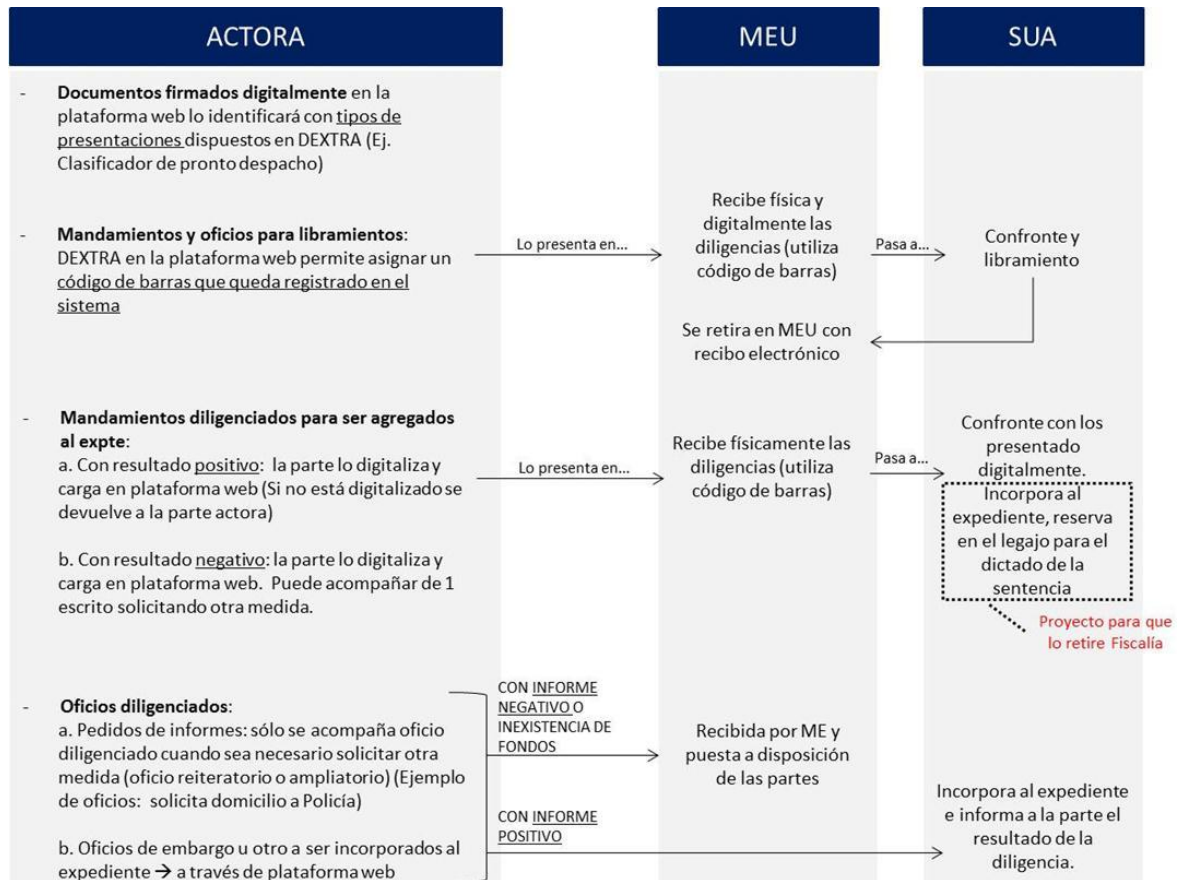 ACTORA
MEU
SUA
- Documentos firmados digitalmente en la
plataforma web lo identificará con tipos de
presentaciones dispuestos en DEXTRA (Ej.
Clasificador de pronto despacho)
- Mandamientos y oficios para libramientos:
DEXTRA en la plataforma web permite asignar un
código de barras que queda registrado en el
sistema
Lo presenta en...
Recibe física y
digitalmente las
diligencias (utiliza
código de barras)
Pasa a...
Confronte y
libramiento
Se retira en MEU con
recibo electrónico
- Mandamientos diligenciados para ser agregados
al expte:
a. Con resultado positivo: la parte lo digitaliza y
carga en plataforma web (Si no está digitalizado se
devuelve a la parte actora)
b. Con resultado negativo: la parte lo digitaliza y
carga en plataforma web. Puede acompañar de 1
escrito solicitando otra medida.
Lo presenta en...
Recibe físicamente las
diligencias (utiliza
código de barras)
Pasa a...
Confronte con los
presentado
digitalmente.
Incorpora al
expediente, reserva
en el legajo para el
dictado de la
sentencia
Proyecto para que
lo retire Fiscalía
- Oficios diligenciados:
a. Pedidos de informes: sólo se acompaña oficio
diligenciado cuando sea necesario solicitar otra
medida (oficio reiteratorio o ampliatorio) (Ejemplo
de oficios: solicita domicilio a Policía)
b. Oficios de embargo u otro a ser incorporados al
expediente → a través de plataforma web
CON INFORME
NEGATIVO O
INEXISTENCIA DE
FONDOS
Recibida por ME y
puesta a disposición
de las partes
CON INFORME
POSITIVO
Incorpora al expediente
e informa a la parte el
resultado de la
diligencia.